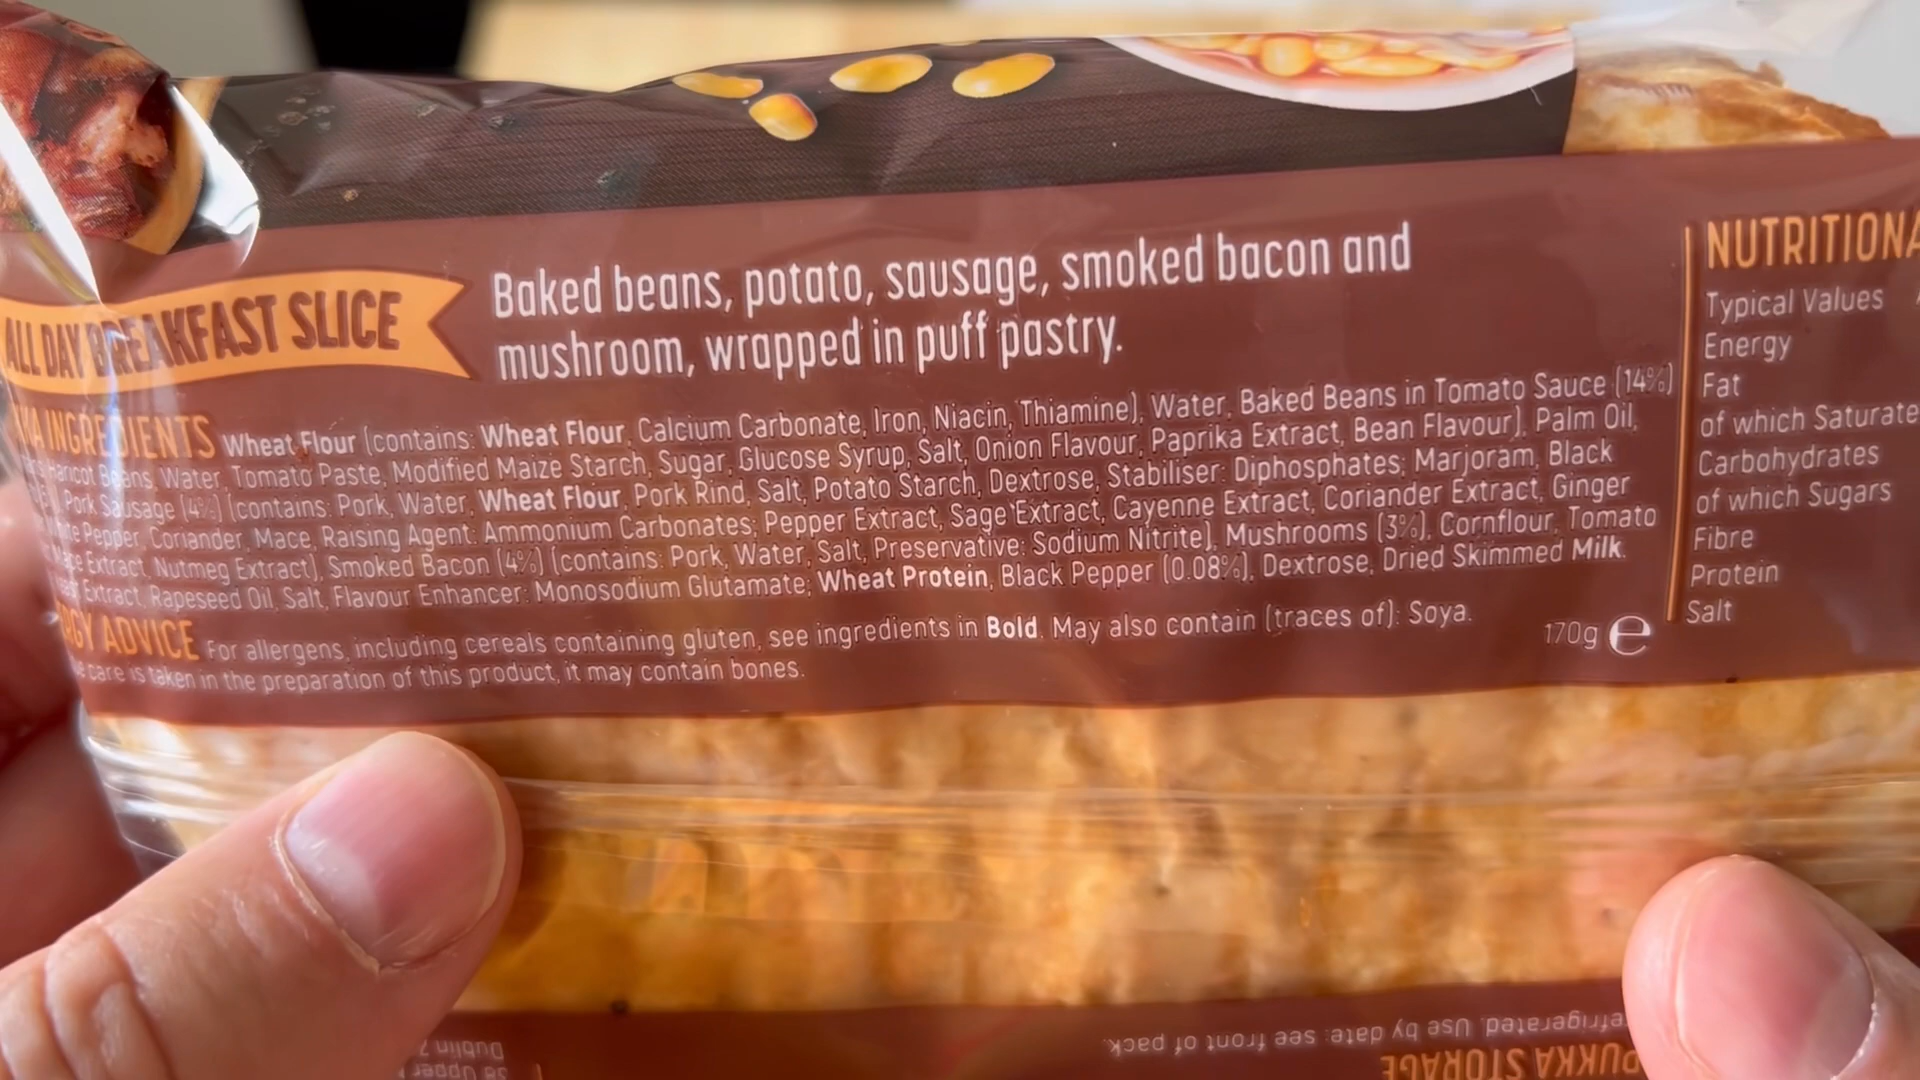 ALL DAY BREAKFAST SLICE
Baked beans, potato, sausage, smoked bacon and
mushroom, wrapped in puff pastry.
INGREDIENTS Wheat Flour (contains: Wheat Flour, Calcium Carbonate, Iron, Niacin, Thiamine), Water, Baked Beans in Tomato Sauce (14%)
Haricot Beans, Water, Tomato Paste, Modified Maize Starch, Sugar, Glucose Syrup, Salt, Onion Flavour, Paprika Extract, Bean Flavour), Palm Oil,
Pork Sausage (4%) (contains: Pork, Water, Wheat Flour, Pork Rind, Salt, Potato Starch, Dextrose, Stabiliser: Diphosphates; Marjoram, Black
Pepper, Coriander, Mace, Raising Agent: Ammonium Carbonates; Pepper Extract, Sage Extract, Cayenne Extract, Coriander Extract, Ginger
Extract, Nutmeg Extract), Smoked Bacon (4%) (contains: Pork, Water, Salt, Preservative: Sodium Nitrite), Mushrooms (3%), Cornflour, Tomato
Extract, Rapeseed Oil, Salt, Flavour Enhancer: Monosodium Glutamate; Wheat Protein, Black Pepper (0.08%), Dextrose, Dried Skimmed Milk.
ADVICE For allergens, including cereals containing gluten, see ingredients in Bold. May also contain (traces of): Soya.
care is taken in the preparation of this product, it may contain bones.
170g e
NUTRITIONA
Typical Values
Energy
Fat
of which Saturate
Carbohydrates
of which Sugars
Fibre
Protein
Salt
PUKKA STORAGE
efrigerated. Use by date: see front of pack.
Upper
Dublin 2